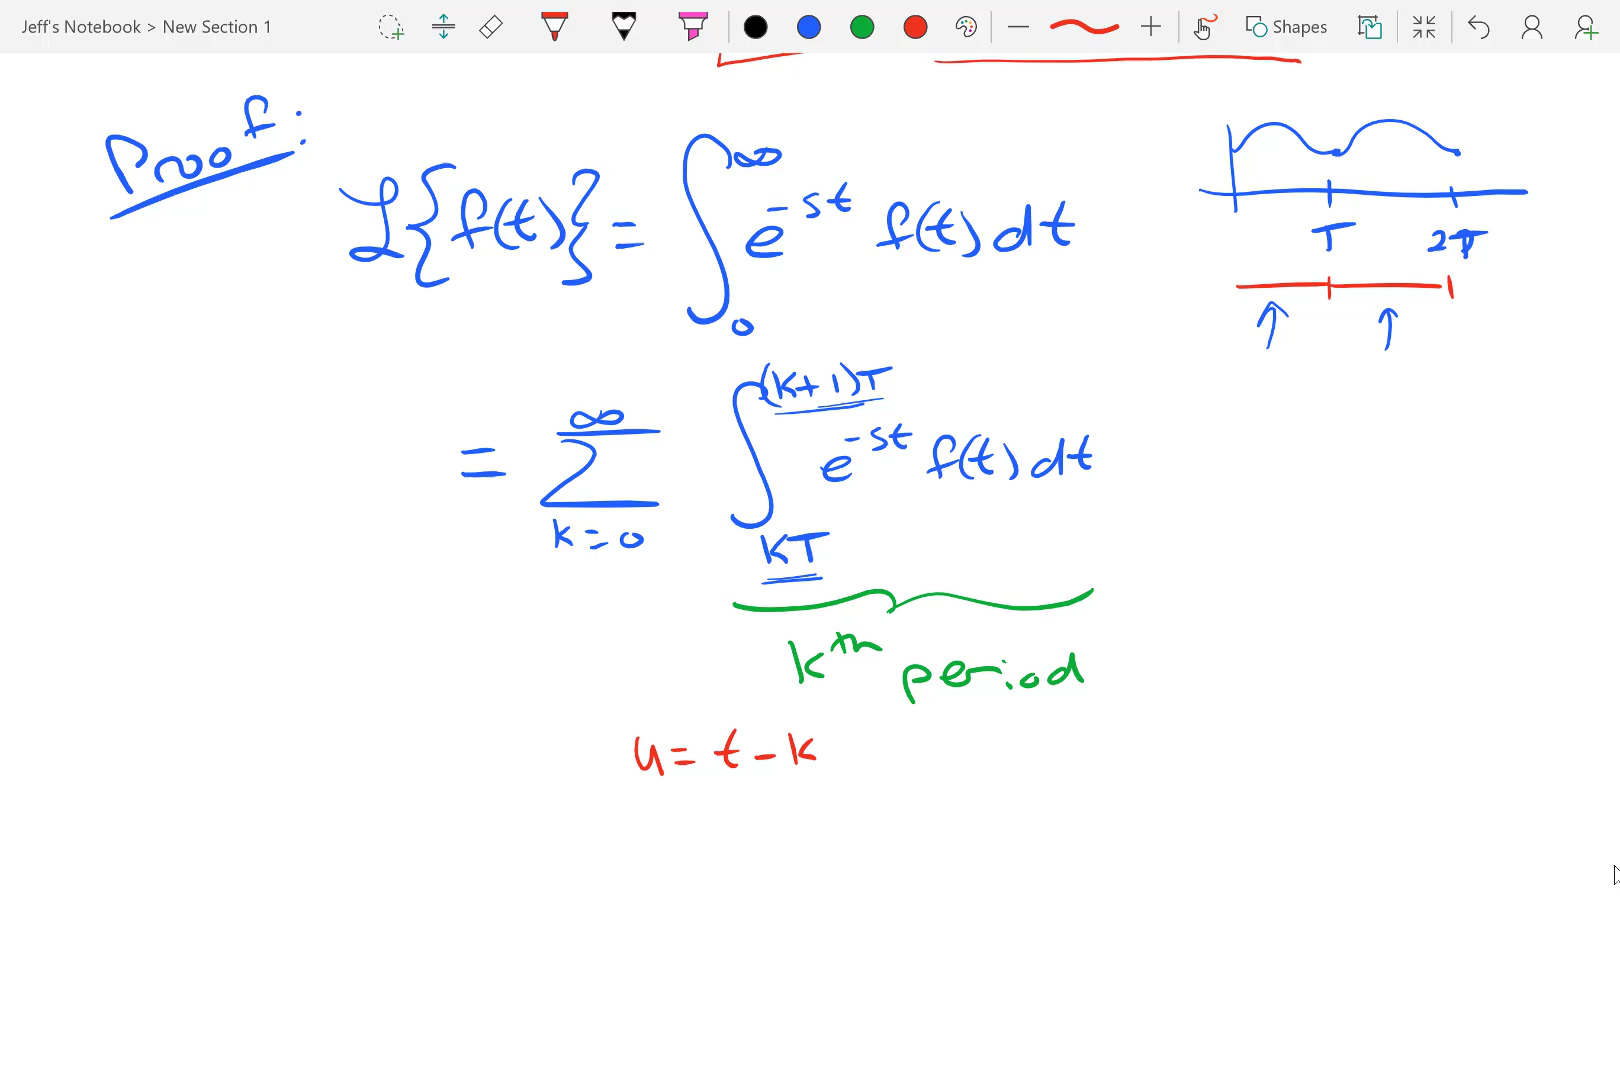 Jeff's Notebook > New Section 1
Shapes
Proof:
ℒ{f(t)} = ∫₀^∞ e^{-st} f(t) dt
T 2T
= ∑_{k=0}^∞ ∫_{kT}^{(k+1)T} e^{-st} f(t) dt
k^{th} period
u = t - k